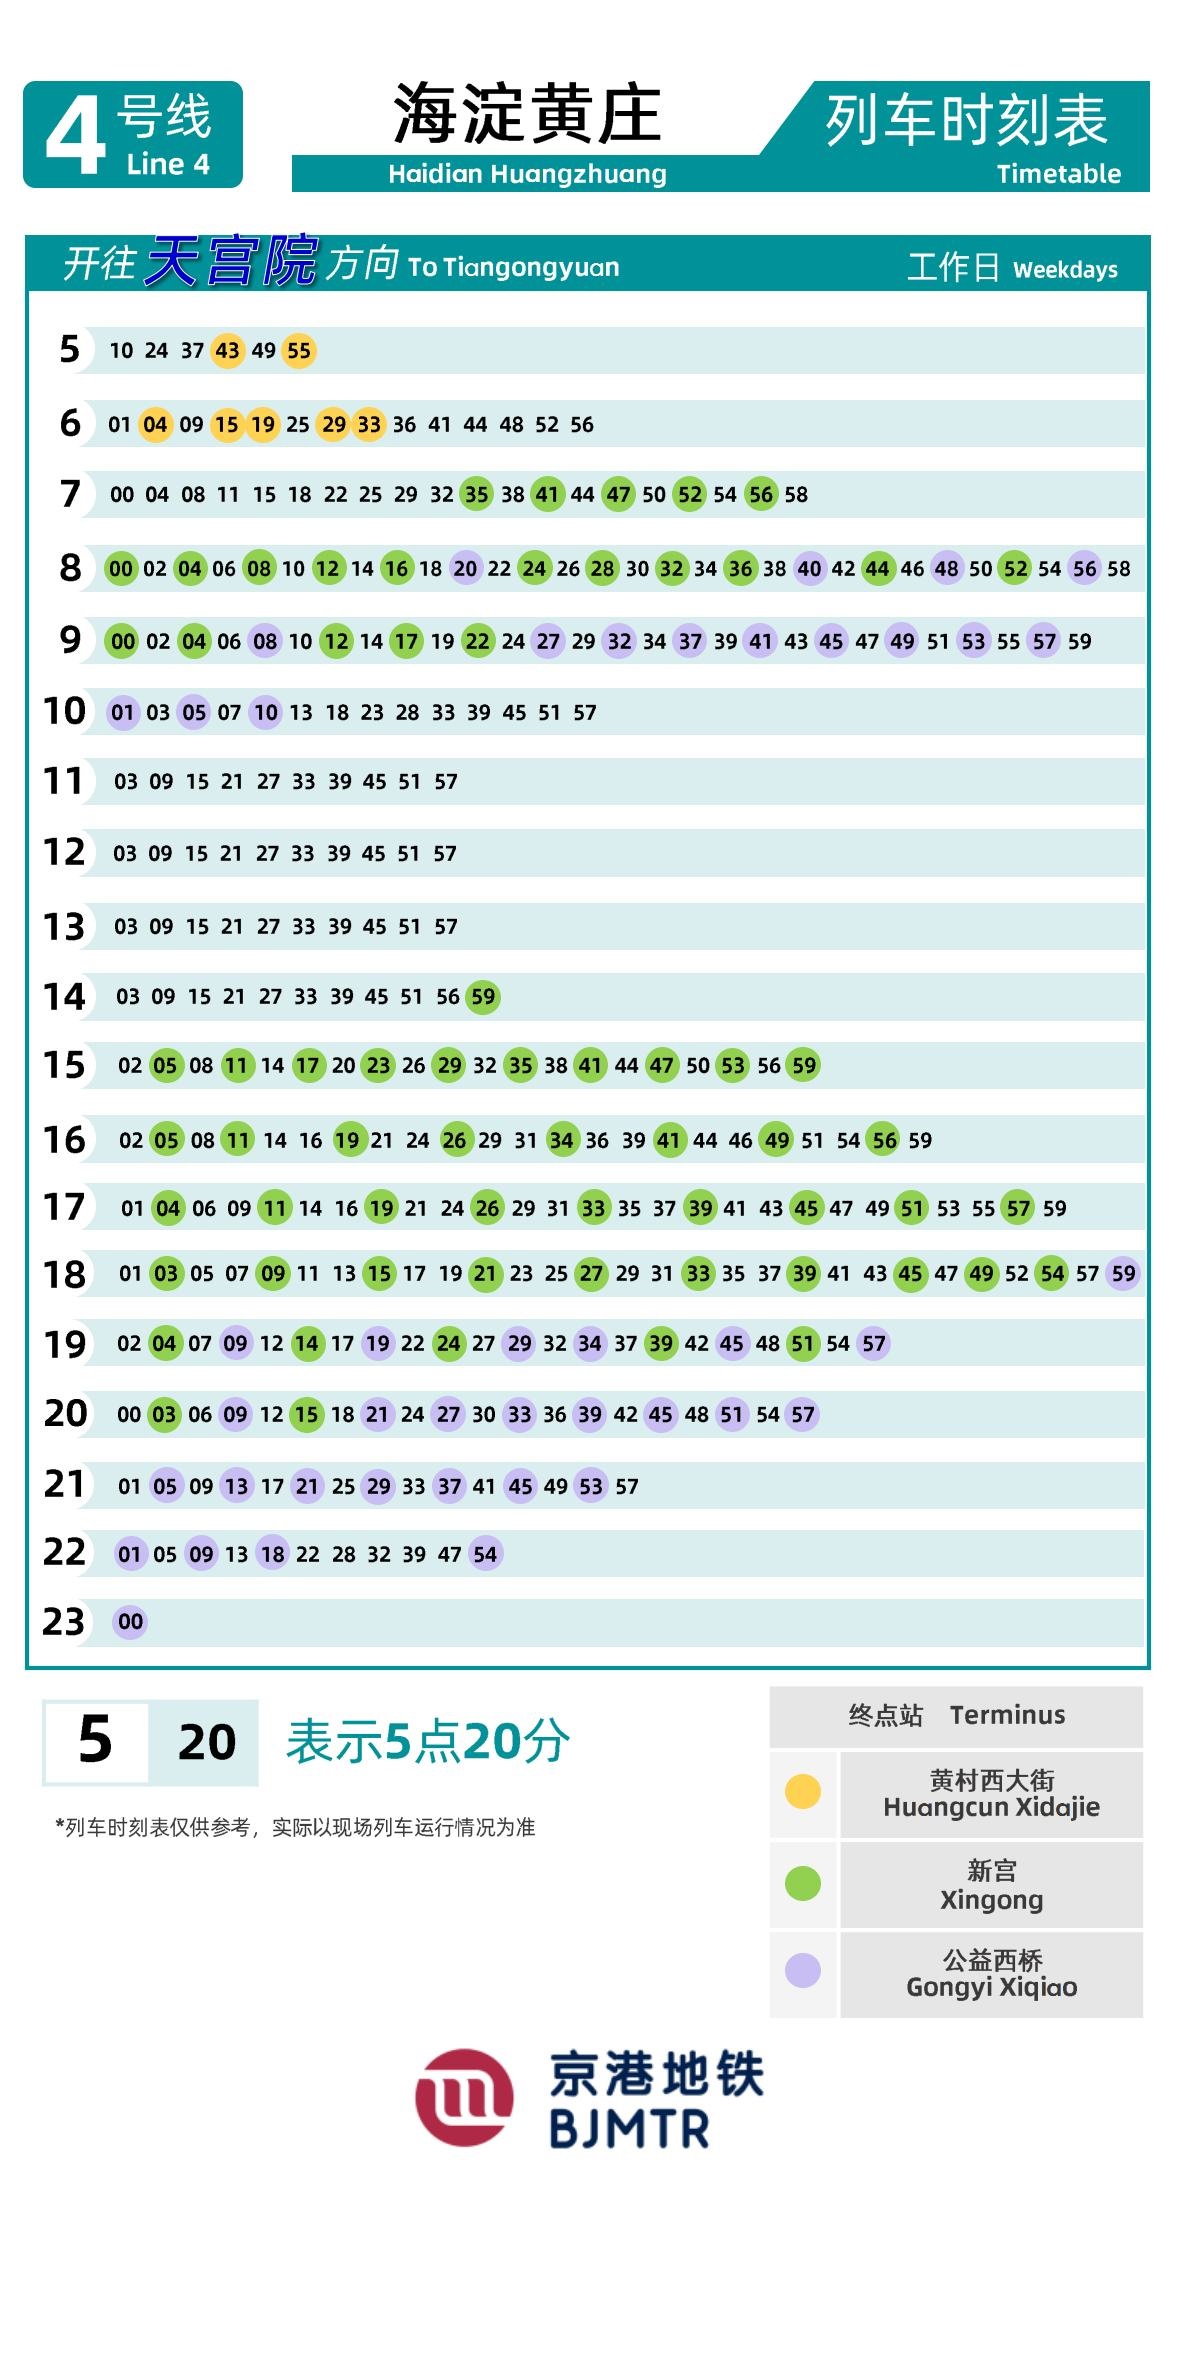 4 号线
Line 4
海淀黄庄
Haidian Huangzhuang
列车时刻表
Timetable
开往 天宫院 方向 To Tiangongyuan 工作日 Weekdays
5 10 24 37 43 49 55
6 01 04 09 15 19 25 29 33 36 41 44 48 52 56
7 00 04 08 11 15 18 22 25 29 32 35 38 41 44 47 50 52 54 56 58
8 00 02 04 06 08 10 12 14 16 18 20 22 24 26 28 30 32 34 36 38 40 42 44 46 48 50 52 54 56 58
9 00 02 04 06 08 10 12 14 17 19 22 24 27 29 32 34 37 39 41 43 45 47 49 51 53 55 57 59
10 01 03 05 07 10 13 18 23 28 33 39 45 51 57
11 03 09 15 21 27 33 39 45 51 57
12 03 09 15 21 27 33 39 45 51 57
13 03 09 15 21 27 33 39 45 51 57
14 03 09 15 21 27 33 39 45 51 56 59
15 02 05 08 11 14 17 20 23 26 29 32 35 38 41 44 47 50 53 56 59
16 02 05 08 11 14 16 19 21 24 26 29 31 34 36 39 41 44 46 49 51 54 56 59
17 01 04 06 09 11 14 16 19 21 24 26 29 31 33 35 37 39 41 43 45 47 49 51 53 55 57 59
18 01 03 05 07 09 11 13 15 17 19 21 23 25 27 29 31 33 35 37 39 41 43 45 47 49 52 54 57 59
19 02 04 07 09 12 14 17 19 22 24 27 29 32 34 37 39 42 45 48 51 54 57
20 00 03 06 09 12 15 18 21 24 27 30 33 36 39 42 45 48 51 54 57
21 01 05 09 13 17 21 25 29 33 37 41 45 49 53 57
22 01 05 09 13 18 22 28 32 39 47 54
23 00
5 20 表示5点20分
*列车时刻表仅供参考，实际以现场列车运行情况为准
终点站 Terminus
黄村西大街
Huangcun Xidajie
新宫
Xingong
公益西桥
Gongyi Xiqiao
京港地铁
BJMTR